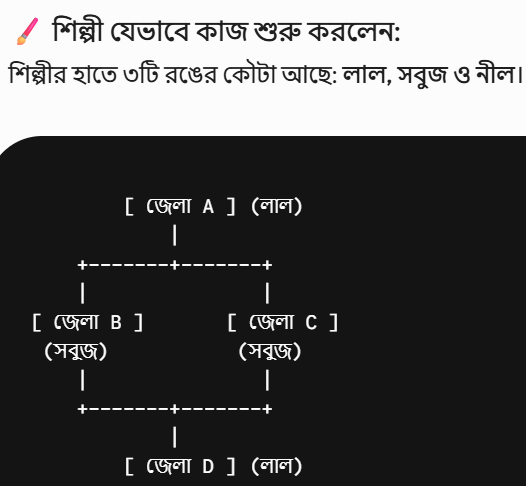 🖌️ শিল্পী যেভাবে কাজ শুরু করলেন:
শিল্পীর হাতে ৩টি রঙের কৌটা আছে: লাল, সবুজ ও নীল।
[ জেলা A ] (লাল)
|
+-------+-------+
| |
[ জেলা B ] [ জেলা C ]
(সবুজ) (সবুজ)
| |
+-------+-------+
|
[ জেলা D ] (লাল)